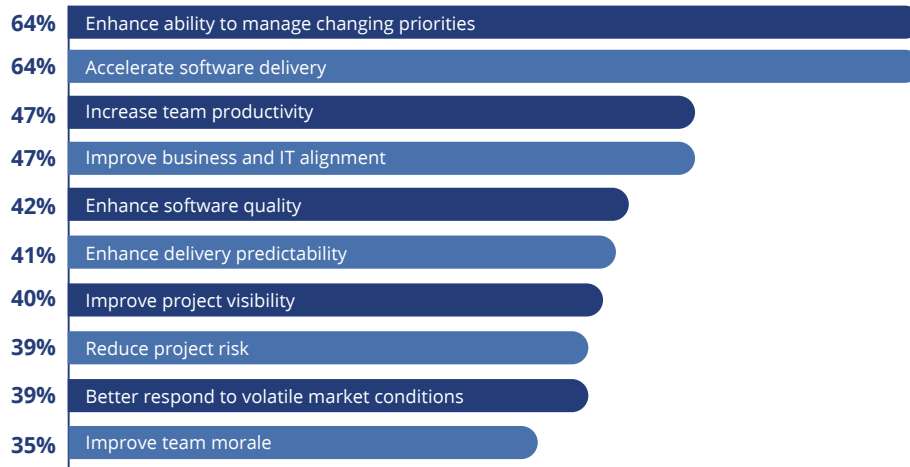 64% Enhance ability to manage changing priorities
64% Accelerate software delivery
47% Increase team productivity
47% Improve business and IT alignment
42% Enhance software quality
41% Enhance delivery predictability
40% Improve project visibility
39% Reduce project risk
39% Better respond to volatile market conditions
35% Improve team morale